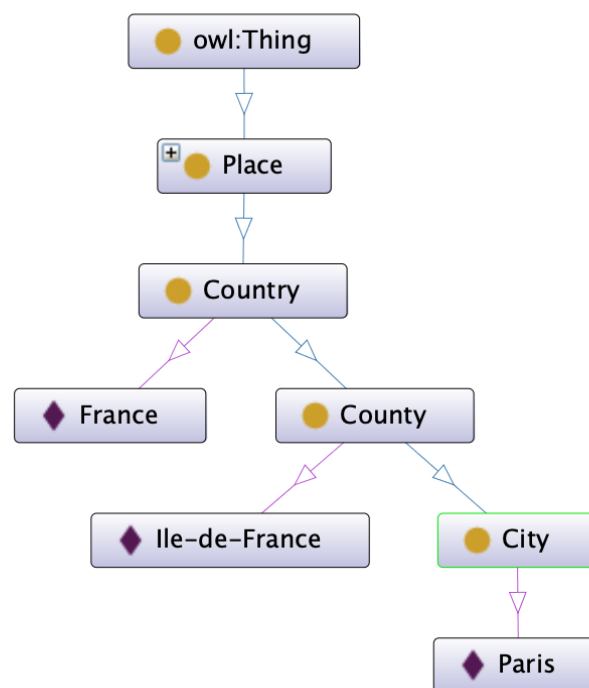 owl:Thing
Place
Country
France
County
Ile-de-France
City
Paris